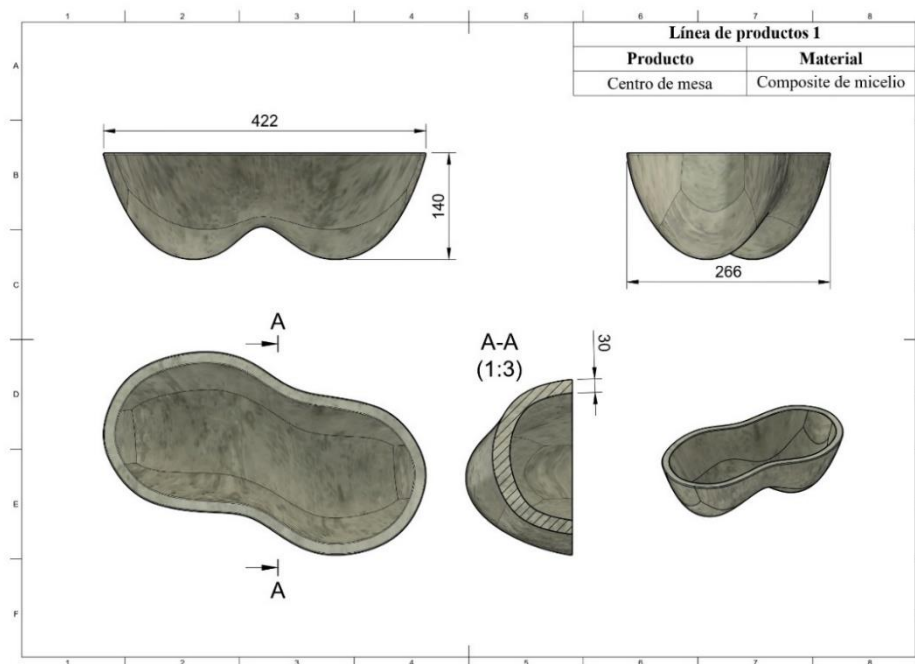 1 2 3 4 5 6 7 8
Línea de productos 1
Producto Material
Centro de mesa Composite de micelio
A
B
C
D
E
F
422
140
266
A
A
A-A
(1:3)
30
1 2 3 4 5 6 7 8